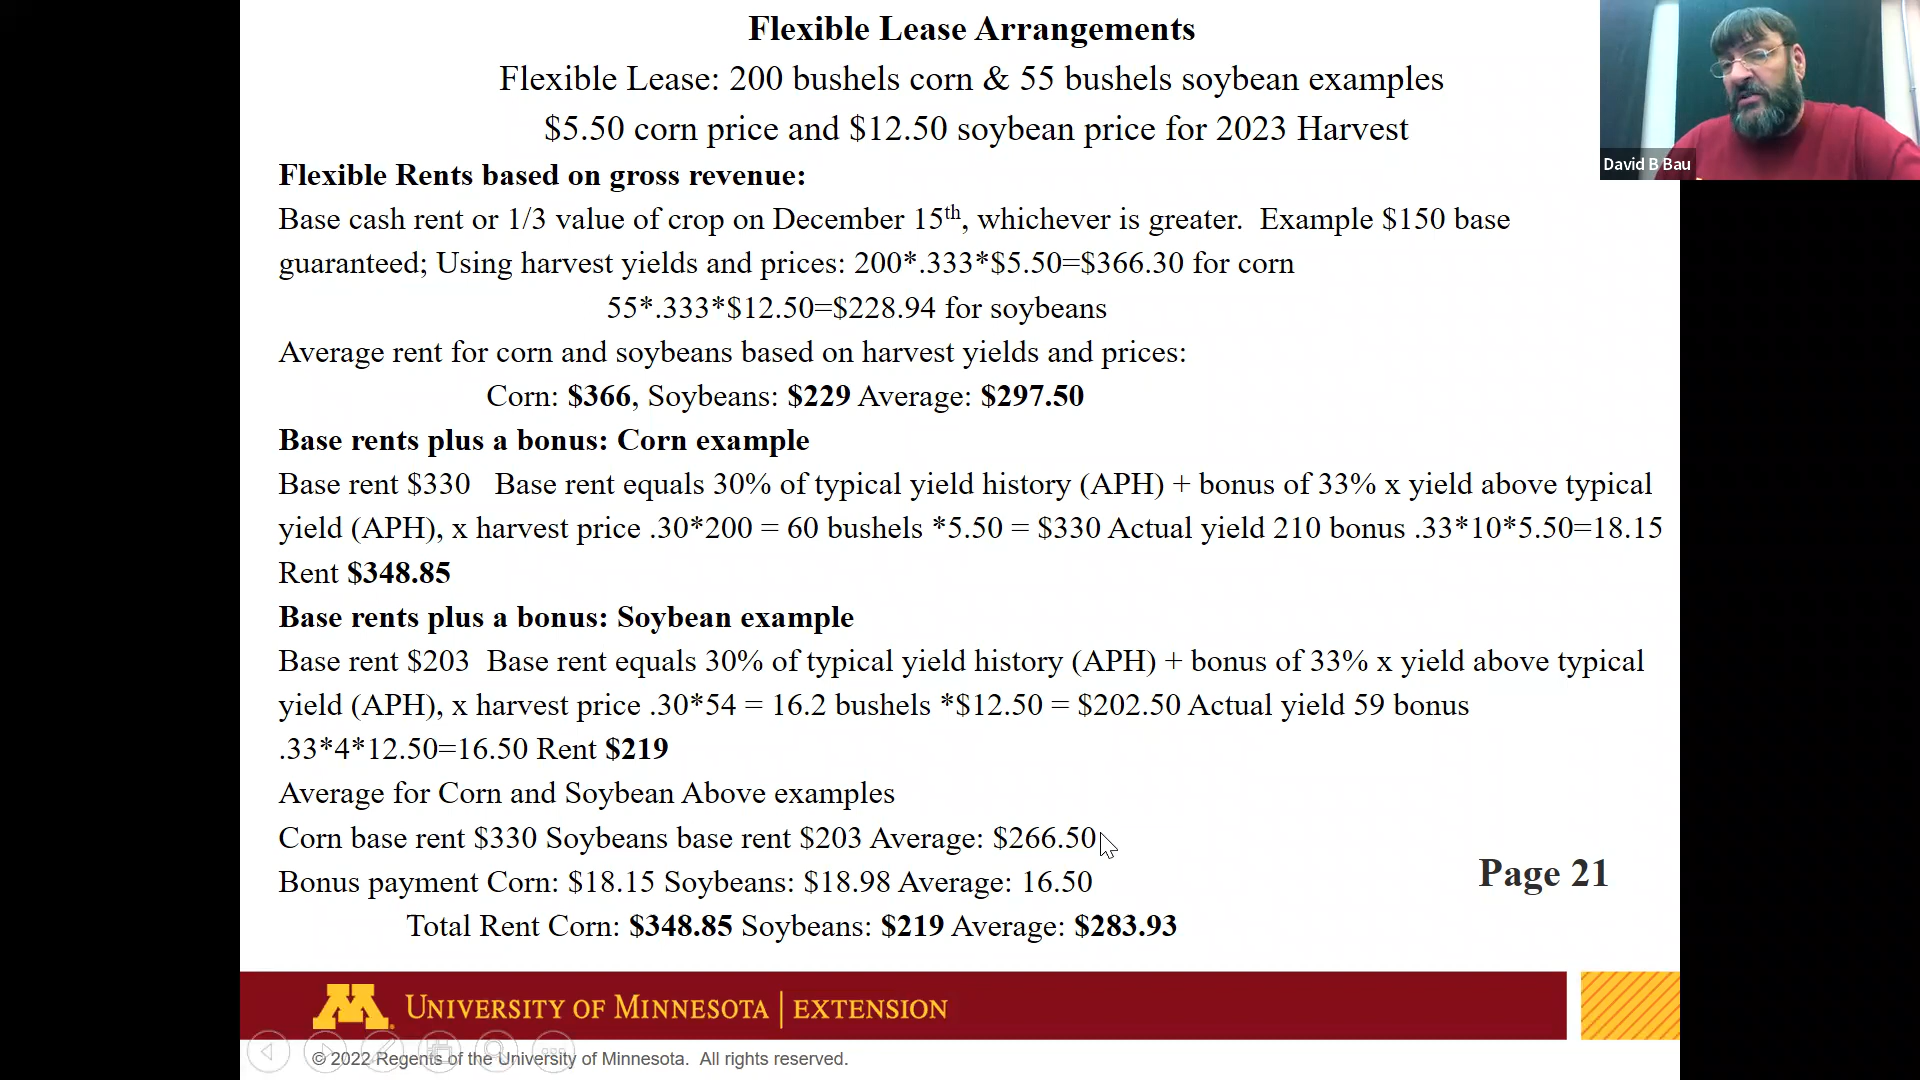 Flexible Lease Arrangements
Flexible Lease: 200 bushels corn & 55 bushels soybean examples
$5.50 corn price and $12.50 soybean price for 2023 Harvest
David B Bau
Flexible Rents based on gross revenue:
Base cash rent or 1/3 value of crop on December 15th, whichever is greater.  Example $150 base
guaranteed; Using harvest yields and prices: 200*.333*$5.50=$366.30 for corn
55*.333*$12.50=$228.94 for soybeans
Average rent for corn and soybeans based on harvest yields and prices:
Corn: $366, Soybeans: $229 Average: $297.50
Base rents plus a bonus: Corn example
Base rent $330   Base rent equals 30% of typical yield history (APH) + bonus of 33% x yield above typical
yield (APH), x harvest price .30*200 = 60 bushels *5.50 = $330 Actual yield 210 bonus .33*10*5.50=18.15
Rent $348.85
Base rents plus a bonus: Soybean example
Base rent $203  Base rent equals 30% of typical yield history (APH) + bonus of 33% x yield above typical
yield (APH), x harvest price .30*54 = 16.2 bushels *$12.50 = $202.50 Actual yield 59 bonus
.33*4*12.50=16.50 Rent $219
Average for Corn and Soybean Above examples
Corn base rent $330 Soybeans base rent $203 Average: $266.50
Bonus payment Corn: $18.15 Soybeans: $18.98 Average: 16.50
Page 21
Total Rent Corn: $348.85 Soybeans: $219 Average: $283.93
M UNIVERSITY OF MINNESOTA | EXTENSION
© 2022 Regents of the University of Minnesota.  All rights reserved.